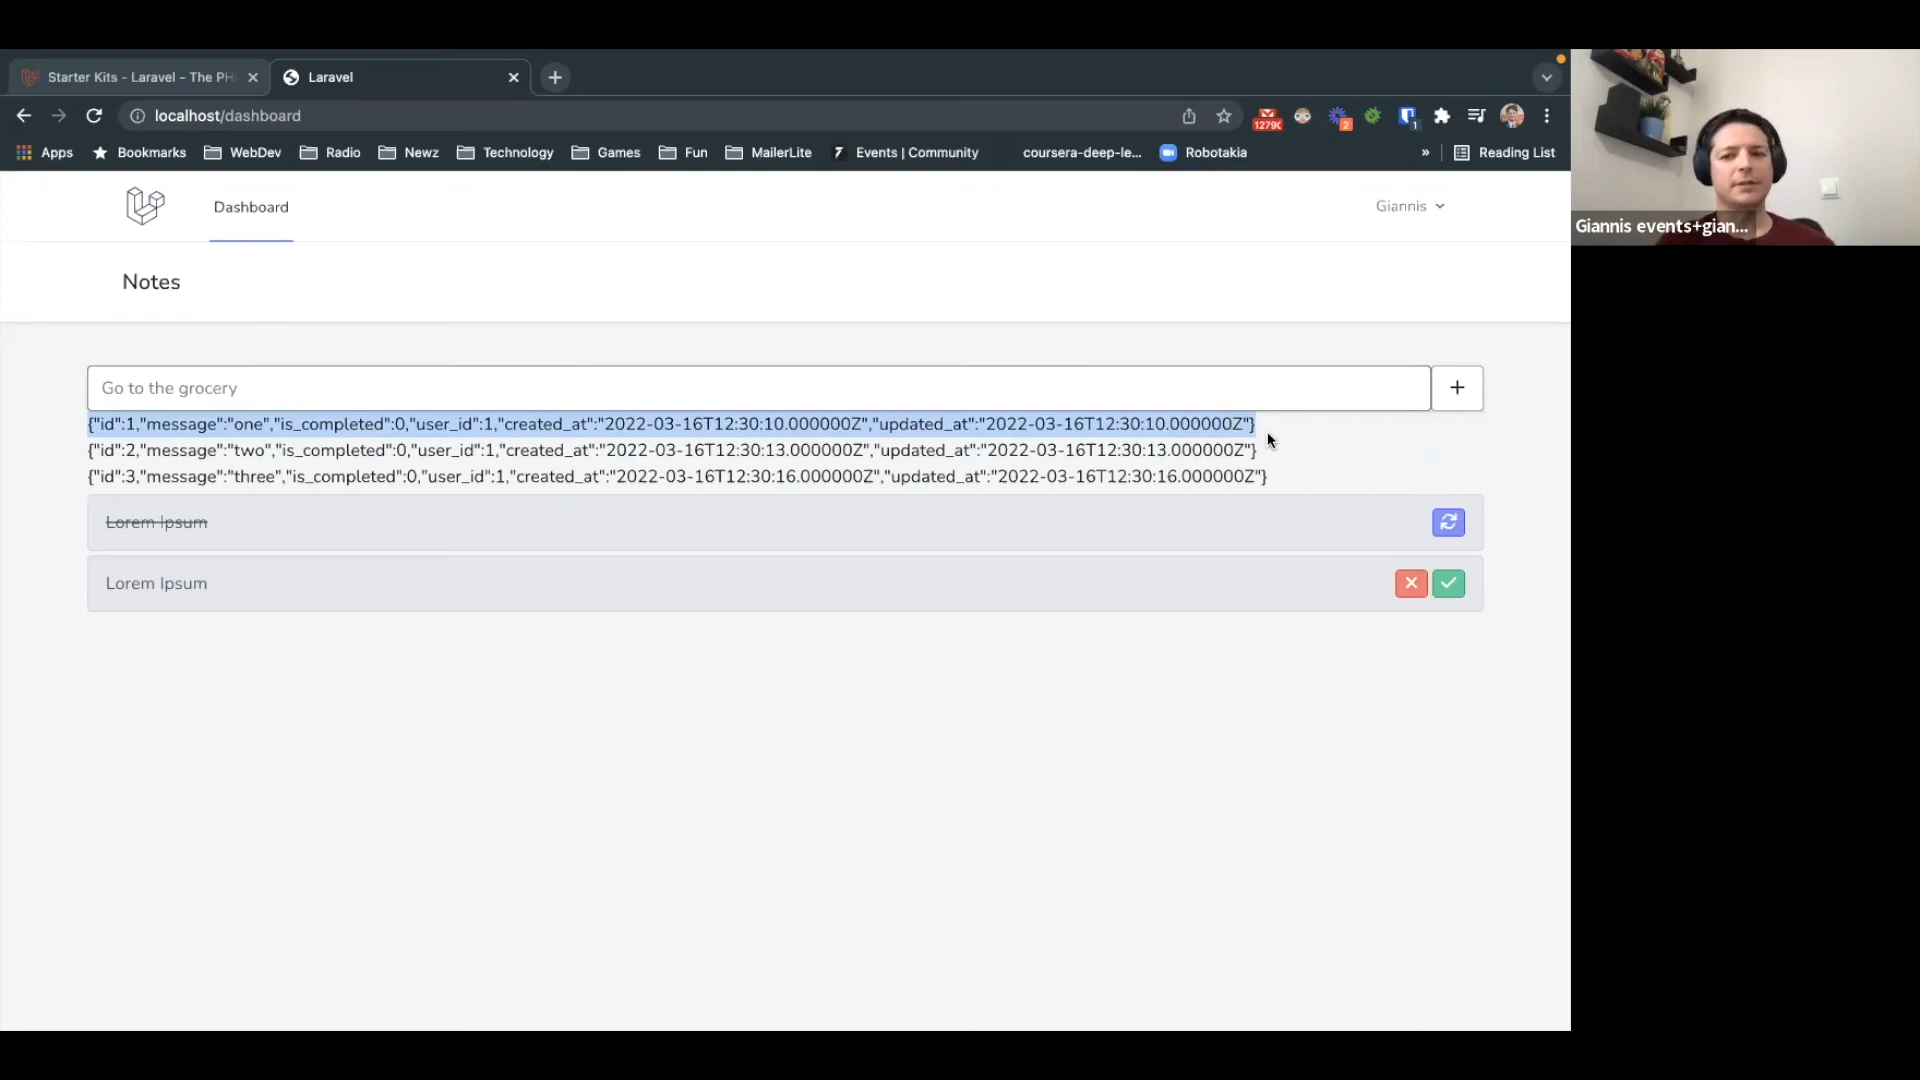 Starter Kits - Laravel - The PH
Laravel
localhost/dashboard
1279
2
1
Apps
Bookmarks
WebDev
Radio
Newz
Technology
Games
Fun
MailerLite
Events | Community
coursera-deep-le...
Robotakia
»
Reading List
Dashboard
Giannis
Notes
Go to the grocery
+
{"id":1,"message":"one","is_completed":0,"user_id":1,"created_at":"2022-03-16T12:30:10.000000Z","updated_at":"2022-03-16T12:30:10.000000Z"}
{"id":2,"message":"two","is_completed":0,"user_id":1,"created_at":"2022-03-16T12:30:13.000000Z","updated_at":"2022-03-16T12:30:13.000000Z"}
{"id":3,"message":"three","is_completed":0,"user_id":1,"created_at":"2022-03-16T12:30:16.000000Z","updated_at":"2022-03-16T12:30:16.000000Z"}
Lorem Ipsum
Lorem Ipsum
Giannis events+gian...